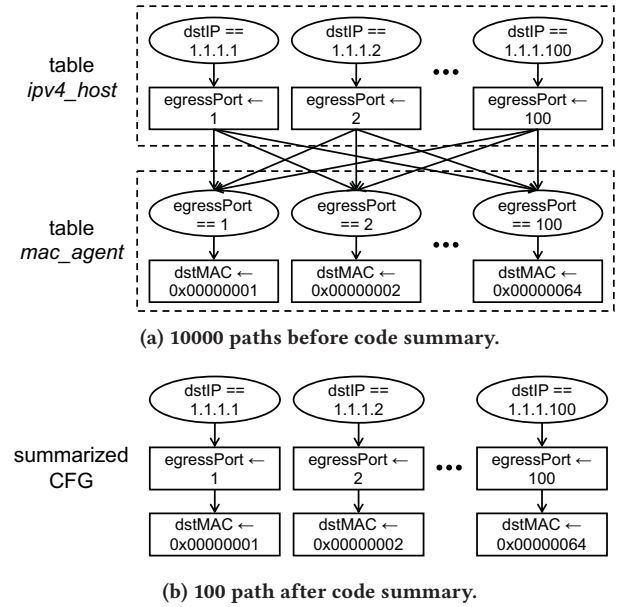 dstIP ==
1.1.1.1
dstIP ==
1.1.1.2
dstIP ==
1.1.1.100
table
ipv4_host
egressPort ←
1
egressPort ←
2
egressPort ←
100
table
mac_agent
egressPort
== 1
egressPort
== 2
egressPort
== 100
dstMAC ←
0x00000001
dstMAC ←
0x00000002
dstMAC ←
0x00000064
(a) 10000 paths before code summary.
dstIP ==
1.1.1.1
dstIP ==
1.1.1.2
dstIP ==
1.1.1.100
summarized
CFG
egressPort ←
1
egressPort ←
2
egressPort ←
100
dstMAC ←
0x00000001
dstMAC ←
0x00000002
dstMAC ←
0x00000064
(b) 100 path after code summary.